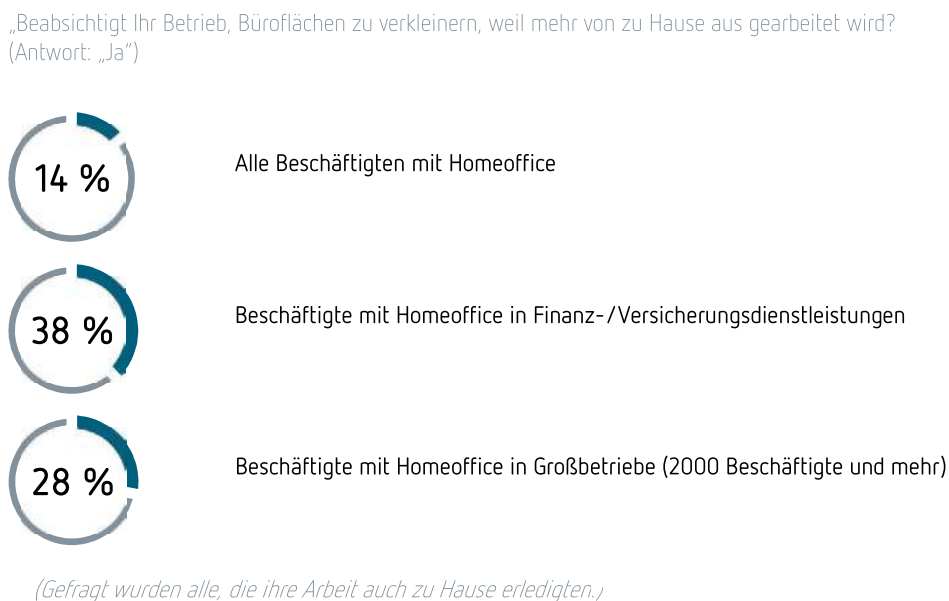 „Beabsichtigt Ihr Betrieb, Büroflächen zu verkleinern, weil mehr von zu Hause aus gearbeitet wird?
(Antwort: „Ja“)
14 %
Alle Beschäftigten mit Homeoffice
38 %
Beschäftigte mit Homeoffice in Finanz-/Versicherungsdienstleistungen
28 %
Beschäftigte mit Homeoffice in Großbetriebe (2000 Beschäftigte und mehr)
(Gefragt wurden alle, die ihre Arbeit auch zu Hause erledigten.)